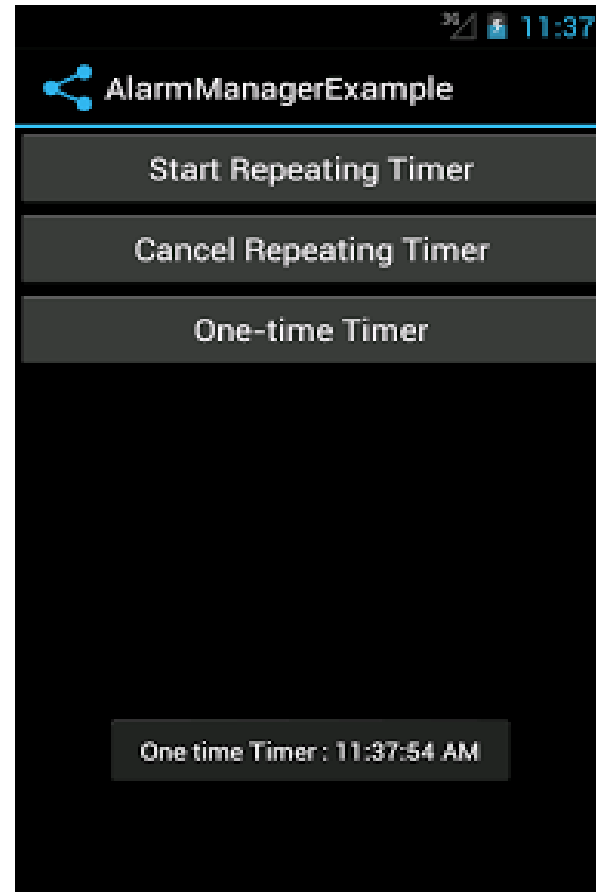 3G 11:37
AlarmManagerExample
Start Repeating Timer
Cancel Repeating Timer
One-time Timer
One time Timer : 11:37:54 AM